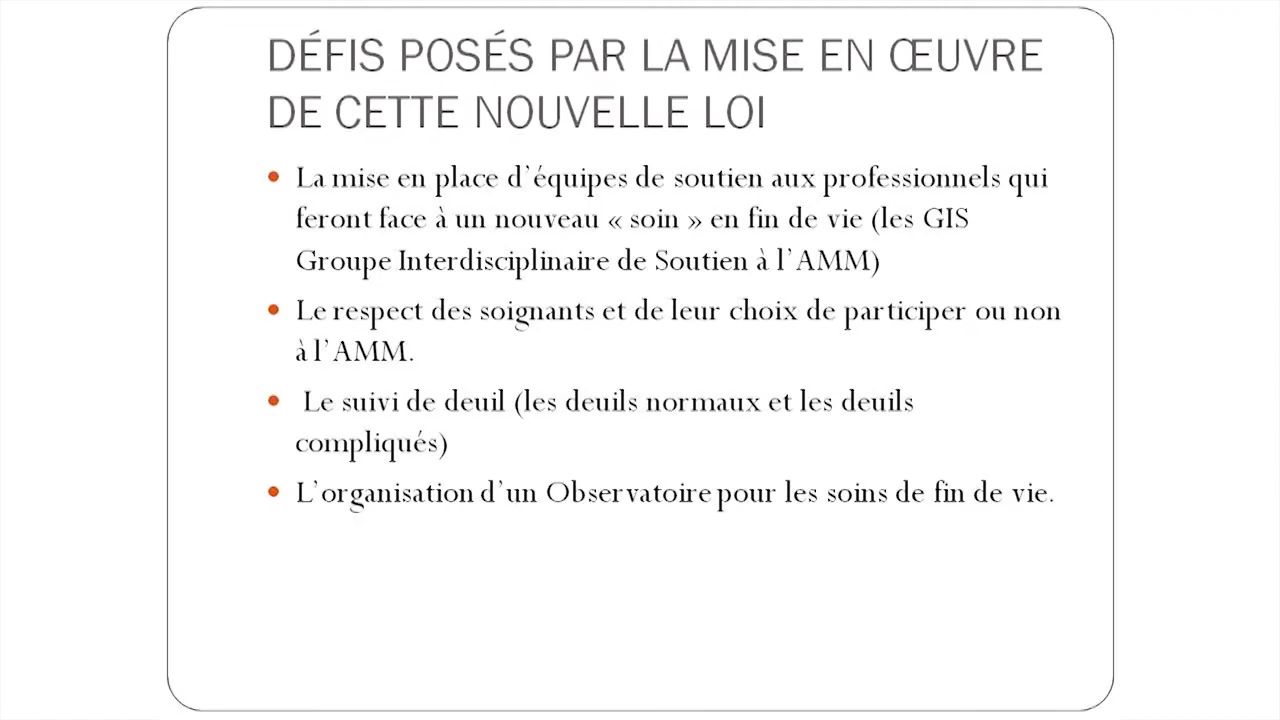 DÉFIS POSÉS PAR LA MISE EN ŒUVRE
DE CETTE NOUVELLE LOI
• La mise en place d'équipes de soutien aux professionnels qui
feront face à un nouveau « soin » en fin de vie (les GIS
Groupe Interdisciplinaire de Soutien à l'AMM)
• Le respect des soignants et de leur choix de participer ou non
à l'AMM.
• Le suivi de deuil (les deuils normaux et les deuils
compliqués)
• L'organisation d'un Observatoire pour les soins de fin de vie.